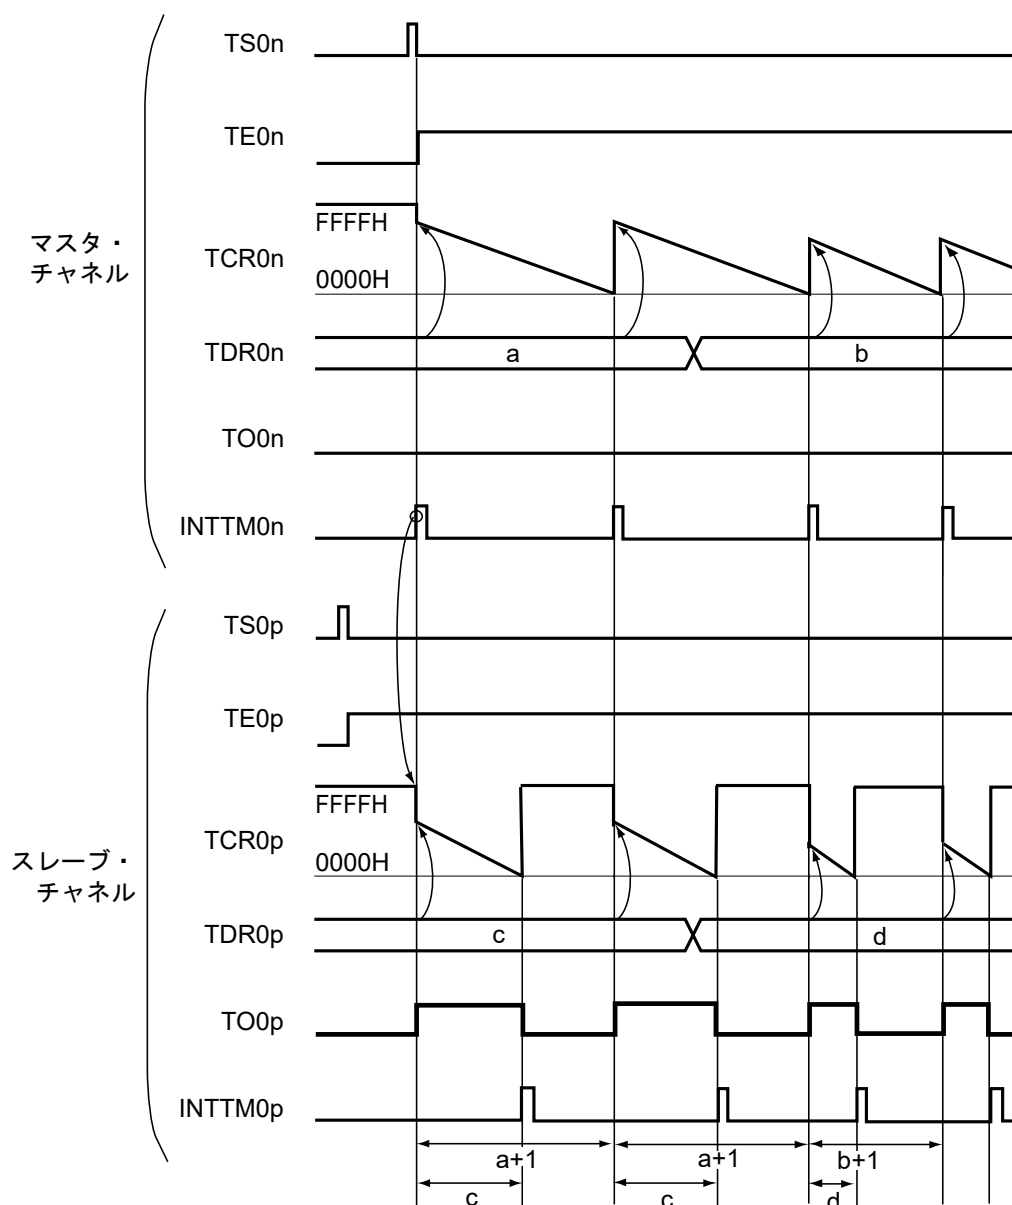 TS0n
TE0n
マスタ・
チャネル
FFFFH
TCR0n
0000H
TDR0n
a
b
TO0n
INTTM0n
TS0p
TE0p
スレーブ・
チャネル
FFFFH
TCR0p
0000H
TDR0p
c
d
TO0p
INTTM0p
a+1
a+1
b+1
c
c
d